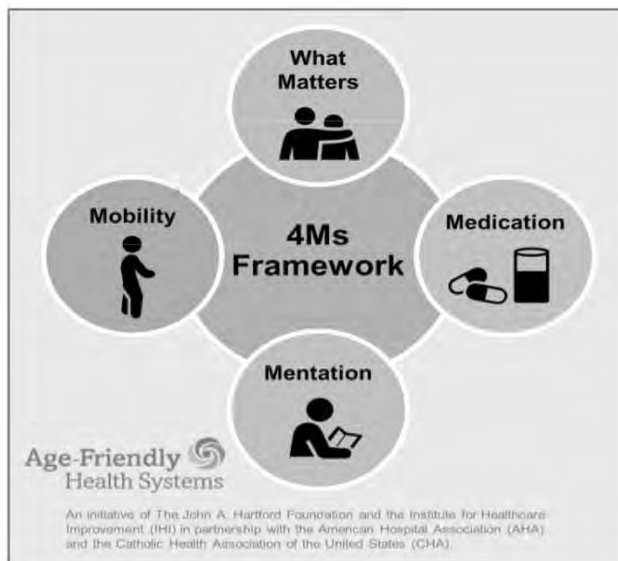 What
Matters
Mobility
4Ms
Framework
Medication
Mentation
Age-Friendly
Health Systems
An initiative of The John A. Hartford Foundation and the Institute for Healthcare
Improvement (IHI) in partnership with the American Hospital Association (AHA)
and the Catholic Health Association of the United States (CHA).